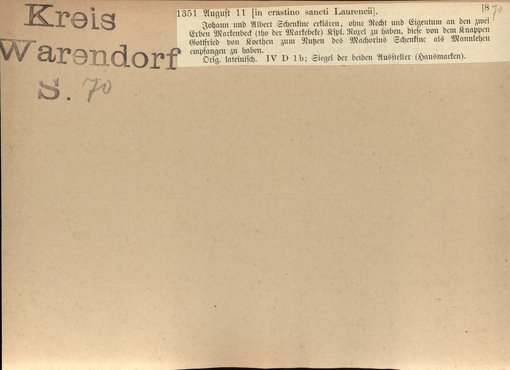 Kreis
Warendorf
S. 70
1351 August 11 [in crastino sancti Laurencii]. [8 70
Johann und Albert Schenkinc erklären, ohne Recht und Eigentum an den zwei
Erben Markenbeck (tho der Markebeke) Kspl. Roxel zu haben, diese von dem Knappen
Gottfried von Koethen zum Nutzen des Machorius Schenkinc als Mannlehen
empfangen zu haben.
Orig. lateinisch. IV D 1b; Siegel der beiden Aussteller (Hausmarken).